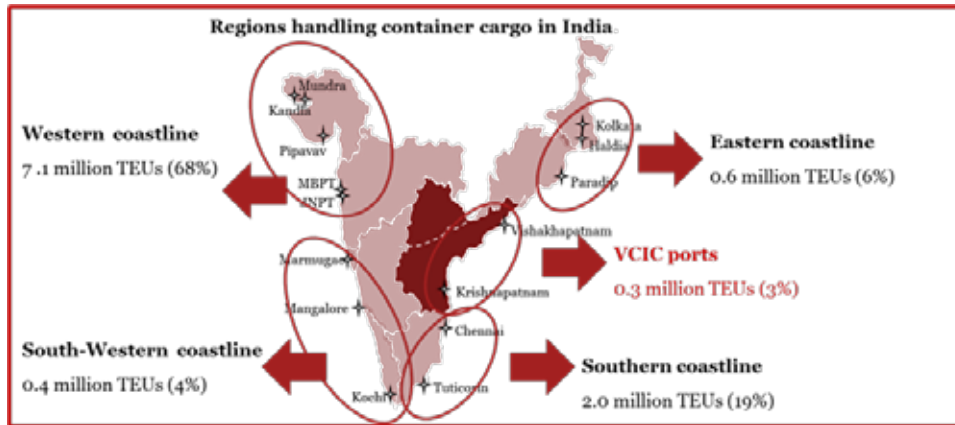 Regions handling container cargo in India
Mundra
Kandla
Pipavav
Western coastline
7.1 million TEUs (68%)
MBPT
JNPT
Kolkata
Haldia
Paradip
Eastern coastline
0.6 million TEUs (6%)
Vishakhapatnam
VCIC ports
0.3 million TEUs (3%)
Marmugao
Mangalore
Krishnapatnam
Chennai
South-Western coastline
0.4 million TEUs (4%)
Kochi
Tuticorin
Southern coastline
2.0 million TEUs (19%)